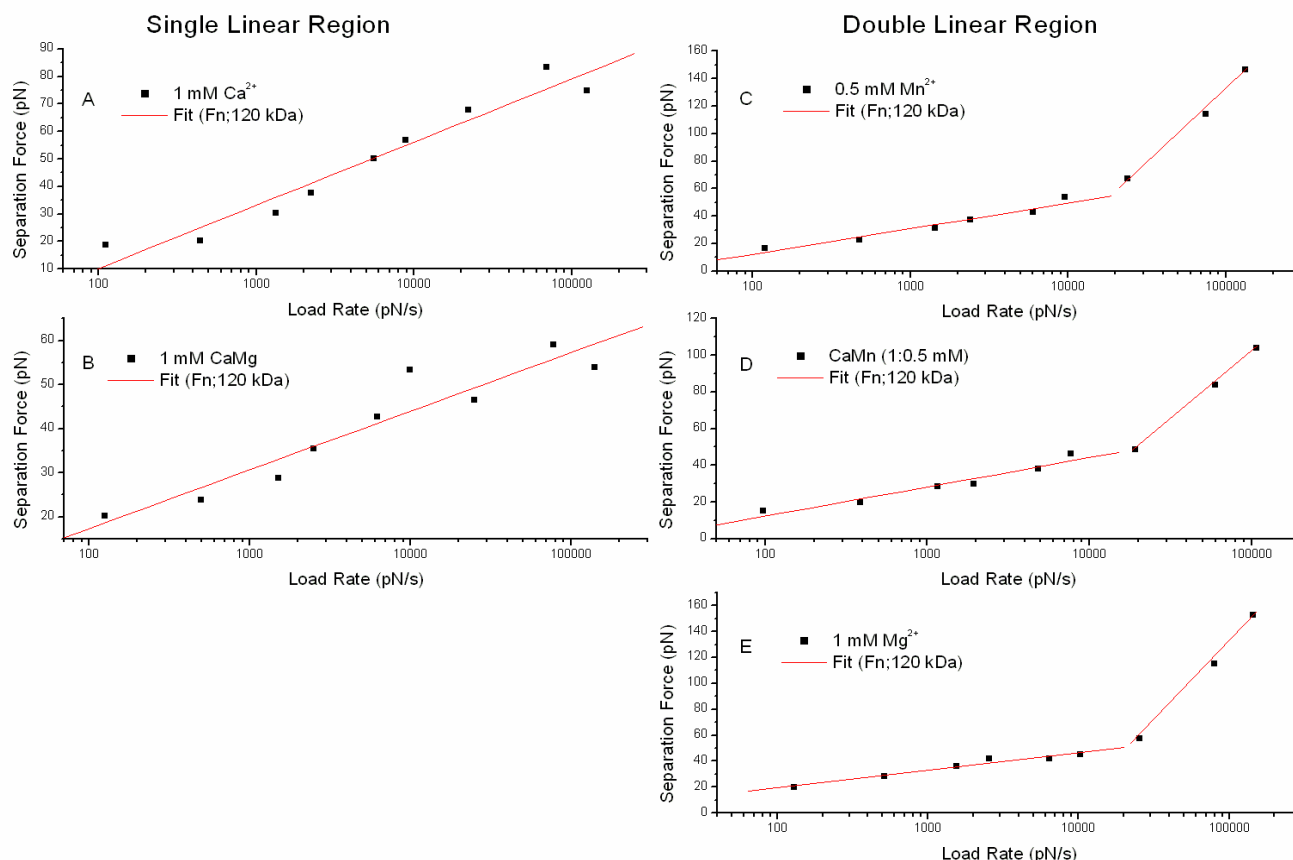 Single Linear Region
A
1 mM Ca²⁺
Fit (Fn;120 kDa)
Separation Force (pN)
90
80
70
60
50
40
30
20
10
100 1000 10000 100000
Load Rate (pN/s)
B
1 mM CaMg
Fit (Fn;120 kDa)
Separation Force (pN)
60
50
40
30
20
100 1000 10000 100000
Load Rate (pN/s)
Double Linear Region
C
0.5 mM Mn²⁺
Fit (Fn;120 kDa)
Separation Force (pN)
160
140
120
100
80
60
40
20
0
100 1000 10000 100000
Load Rate (pN/s)
D
CaMn (1:0.5 mM)
Fit (Fn;120 kDa)
Separation Force (pN)
120
100
80
60
40
20
0
100 1000 10000 100000
Load Rate (pN/s)
E
1 mM Mg²⁺
Fit (Fn;120 kDa)
Separation Force (pN)
160
140
120
100
80
60
40
20
0
100 1000 10000 100000
Load Rate (pN/s)